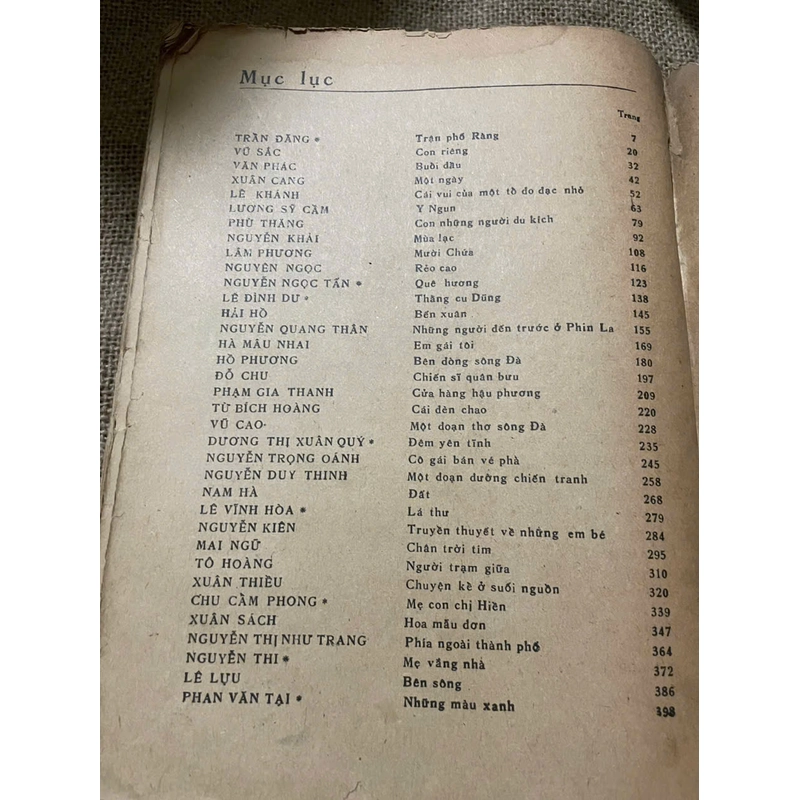 Mục lục
Trang
TRẦN ĐĂNG * Trận phố Ràng 7
VŨ SẮC Con riêng 20
VĂN PHÁC Buổi đầu 32
XUÂN CANG Một ngày 42
LÊ KHÁNH Cái vui của một tổ đo đạc nhỏ 52
LƯƠNG SỸ CẦM Y Ngun 63
PHÙ THĂNG Con những người du kích 79
NGUYỄN KHẢI Mùa lạc 92
LÂM PHƯƠNG Mười Chứa 108
NGUYÊN NGỌC Rẻo cao 116
NGUYỄN NGỌC TẤN * Quê hương 123
LÊ ĐÌNH DƯ * Thằng cu Dũng 138
HẢI HỒ Bến xuân 145
NGUYỄN QUANG THÂN Những người đến trước ở Phin La 155
HÀ MẬU NHAI Em gái tôi 169
HỒ PHƯƠNG Bên dòng sông Đà 180
ĐỖ CHU Chiến sĩ quân bưu 197
PHẠM GIA THANH Cửa hàng hậu phương 209
TỪ BÍCH HOÀNG Cái đèn chao 220
VŨ CAO Một đoạn thơ sông Đà 228
DƯƠNG THỊ XUÂN QUÝ * Đêm yên tĩnh 235
NGUYỄN TRỌNG OÁNH Cô gái bán vé phà 245
NGUYỄN DUY THINH Một đoạn đường chiến tranh 258
NAM HÀ Đất 268
LÊ VĨNH HÒA * Lá thư 279
NGUYỄN KIÊN Truyền thuyết về những em bé 284
MAI NGỮ Chân trời tím 295
TÔ HOÀNG Người trạm giữa 310
XUÂN THIỀU Chuyện kể ở suối nguồn 320
CHU CẨM PHONG * Mẹ con chị Hiền 339
XUÂN SÁCH Hoa mẫu đơn 347
NGUYỄN THỊ NHƯ TRANG Phía ngoài thành phố 364
NGUYỄN THI * Mẹ vắng nhà 372
LÊ LỰU Bên sông 386
PHAN VĂN TẠI * Những màu xanh 398